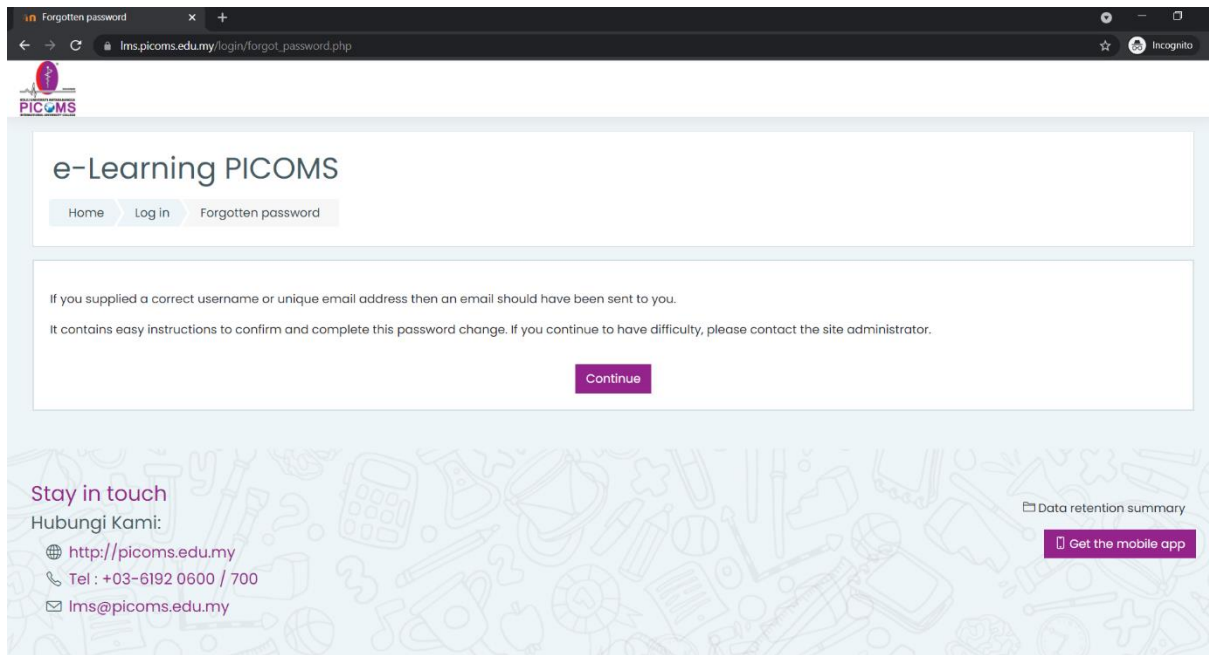 Forgotten password
lms.picoms.edu.my/login/forgot_password.php
Incognito
PICOMS
e-Learning PICOMS
Home Log in Forgotten password
If you supplied a correct username or unique email address then an email should have been sent to you.
It contains easy instructions to confirm and complete this password change. If you continue to have difficulty, please contact the site administrator.
Continue
Stay in touch
Hubungi Kami:
http://picoms.edu.my
Tel : +03-6192 0600 / 700
lms@picoms.edu.my
Data retention summary
Get the mobile app